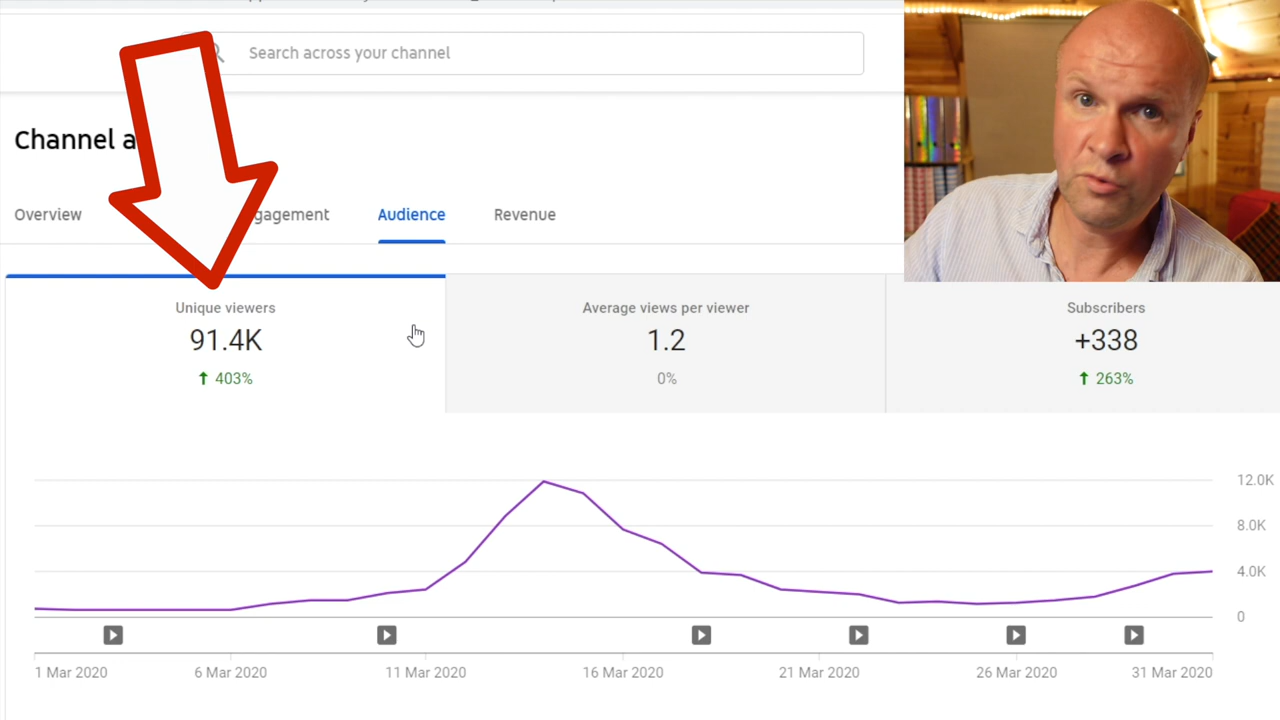 Search across your channel
Channel a
Overview
gagement
Audience
Revenue
Unique viewers
91.4K
403%
Average views per viewer
1.2
0%
Subscribers
+338
263%
12.0K
8.0K
4.0K
0
1 Mar 2020
6 Mar 2020
11 Mar 2020
16 Mar 2020
21 Mar 2020
26 Mar 2020
31 Mar 2020